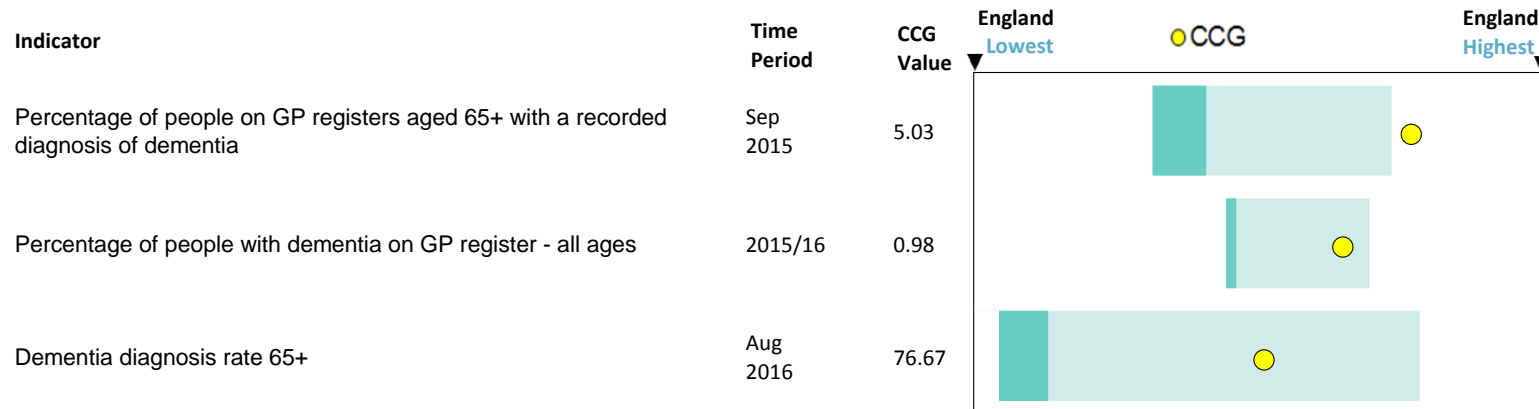 Indicator
Time
Period
CCG
Value
England
Lowest
CCG
England
Highest
Percentage of people on GP registers aged 65+ with a recorded
diagnosis of dementia
Sep
2015
5.03
Percentage of people with dementia on GP register - all ages
2015/16
0.98
Dementia diagnosis rate 65+
Aug
2016
76.67